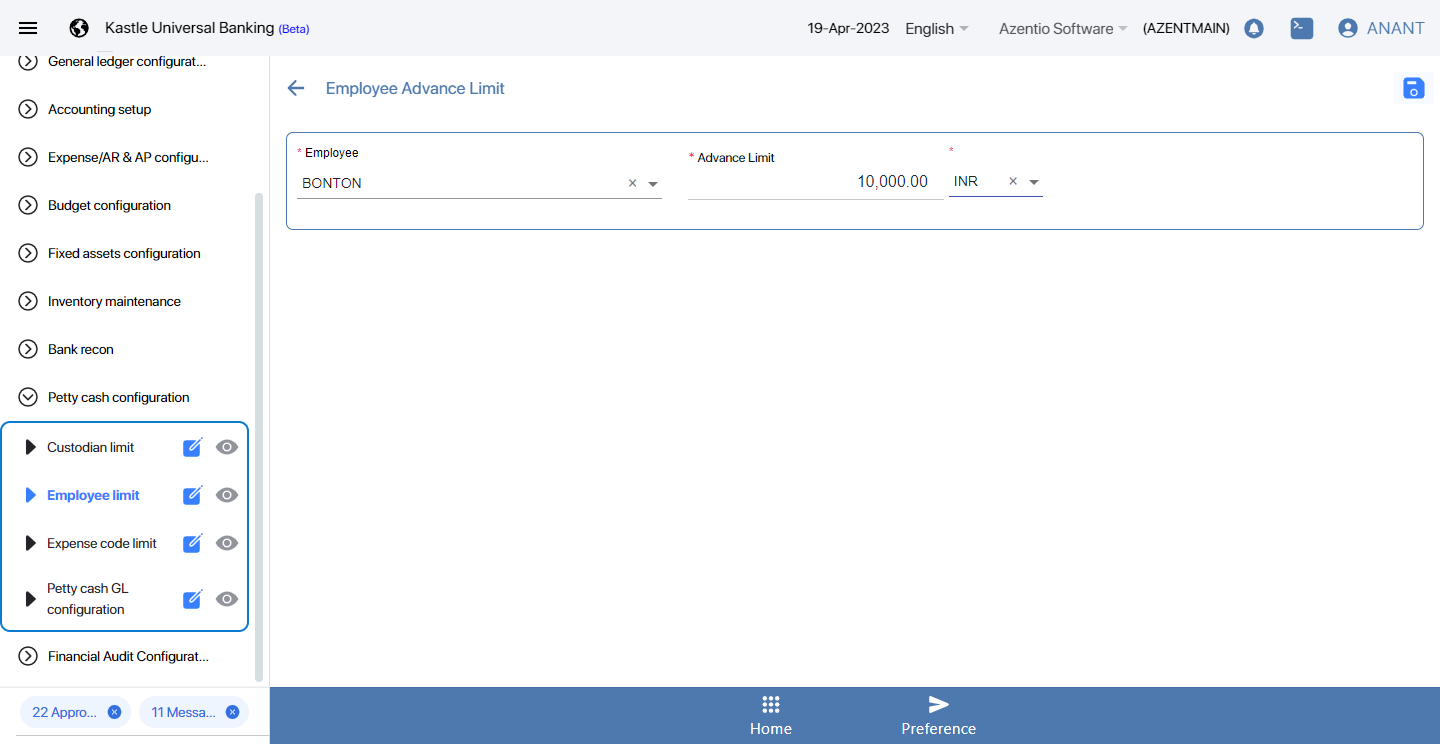 Kastle Universal Banking (Beta)
19-Apr-2023
English
Azentio Software
(AZENTMAIN)
ANANT
General ledger configurat...
Accounting setup
Expense/AR & AP configu...
Budget configuration
Fixed assets configuration
Inventory maintenance
Bank recon
Petty cash configuration
Custodian limit
Employee limit
Expense code limit
Petty cash GL
configuration
Financial Audit Configurat...
22 Appro...
11 Messa...
Employee Advance Limit
* Employee
BONTON
* Advance Limit
10,000.00
*
INR
Home
Preference